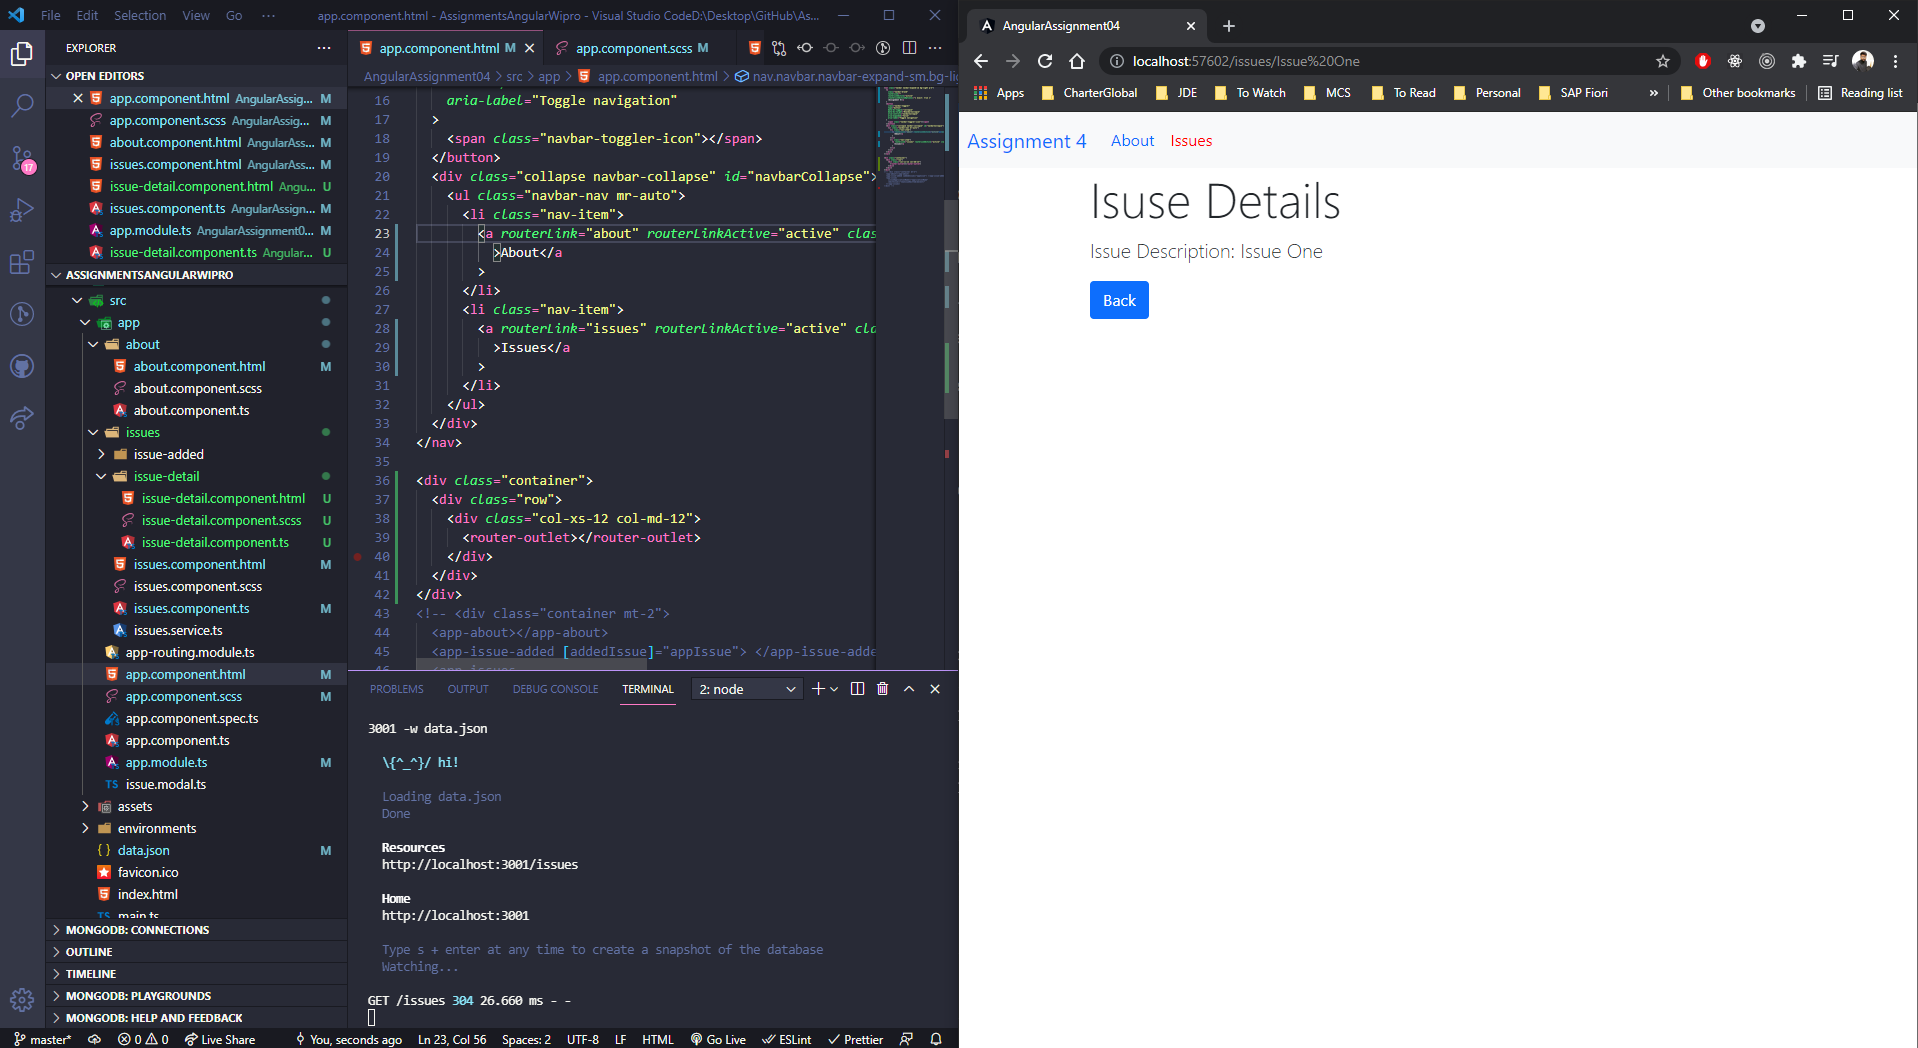 File Edit Selection View Go ··· app.component.html - AssignmentsAngularWipro - Visual Studio CodeD:\Desktop\GitHub\As...
EXPLORER ···
OPEN EDITORS
app.component.html AngularAssig... M
app.component.scss AngularAssig... M
about.component.html AngularAss... M
issues.component.html AngularAss... M
issue-detail.component.html Angu... U
issues.component.ts AngularAssign... M
app.module.ts AngularAssignment0... M
issue-detail.component.ts Angular... U
ASSIGNMENTSANGULARWIPRO
src
app
about
about.component.html M
about.component.scss
about.component.ts
issues
issue-added
issue-detail
issue-detail.component.html U
issue-detail.component.scss U
issue-detail.component.ts U
issues.component.html M
issues.component.scss
issues.component.ts M
issues.service.ts
app-routing.module.ts
app.component.html M
app.component.scss M
app.component.spec.ts
app.component.ts
app.module.ts M
TS issue.modal.ts
assets
environments
{ } data.json M
favicon.ico
index.html
TS main.ts
MONGODB: CONNECTIONS
OUTLINE
TIMELINE
MONGODB: PLAYGROUNDS
MONGODB: HELP AND FEEDBACK
17
app.component.html M app.component.scss M
AngularAssignment04 > src > app > app.component.html > nav.navbar.navbar-expand-sm.bg-li
16 aria-label="Toggle navigation"
17 >
18 <span class="navbar-toggler-icon"></span>
19 </button>
20 <div class="collapse navbar-collapse" id="navbarCollapse">
21 <ul class="navbar-nav mr-auto">
22 <li class="nav-item">
23 <a routerLink="about" routerLinkActive="active" clas
24 >About</a
25 >
26 </li>
27 <li class="nav-item">
28 <a routerLink="issues" routerLinkActive="active" cla
29 >Issues</a
30 >
31 </li>
32 </ul>
33 </div>
34 </nav>
35
36 <div class="container">
37 <div class="row">
38 <div class="col-xs-12 col-md-12">
39 <router-outlet></router-outlet>
40 </div>
41 </div>
42 </div>
43 <!-- <div class="container mt-2">
44 <app-about></app-about>
45 <app-issue-added [addedIssue]="appIssue"> </app-issue-adde
46 <app-issues
PROBLEMS OUTPUT DEBUG CONSOLE TERMINAL 2: node
3001 -w data.json
\{^_^}/ hi!
Loading data.json
Done
Resources
http://localhost:3001/issues
Home
http://localhost:3001
Type s + enter at any time to create a snapshot of the database
Watching...
GET /issues 304 26.660 ms - -
master* 0 0 Live Share You, seconds ago Ln 23, Col 56 Spaces: 2 UTF-8 LF HTML Go Live ESLint Prettier
AngularAssignment04
localhost:57602/issues/Issue%20One
Apps CharterGlobal JDE To Watch MCS To Read Personal SAP Fiori » Other bookmarks Reading list
Assignment 4 About Issues
Isuse Details
Issue Description: Issue One
Back